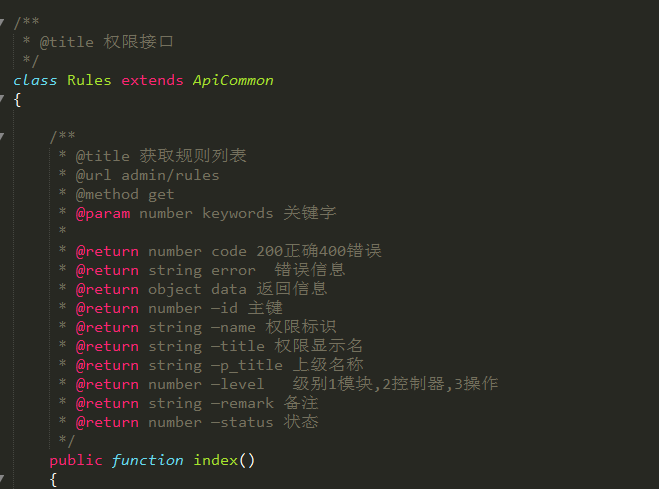 /**
 * @title 权限接口
 */
class Rules extends ApiCommon
{
    /**
     * @title 获取规则列表
     * @url admin/rules
     * @method get
     * @param number keywords 关键字
     *
     * @return number code 200正确400错误
     * @return string error  错误信息
     * @return object data 返回信息
     * @return number —id 主键
     * @return string —name 权限标识
     * @return string —title 权限显示名
     * @return string —p_title 上级名称
     * @return number —level   级别1模块,2控制器,3操作
     * @return string —remark 备注
     * @return number —status 状态
     */
    public function index()
    {